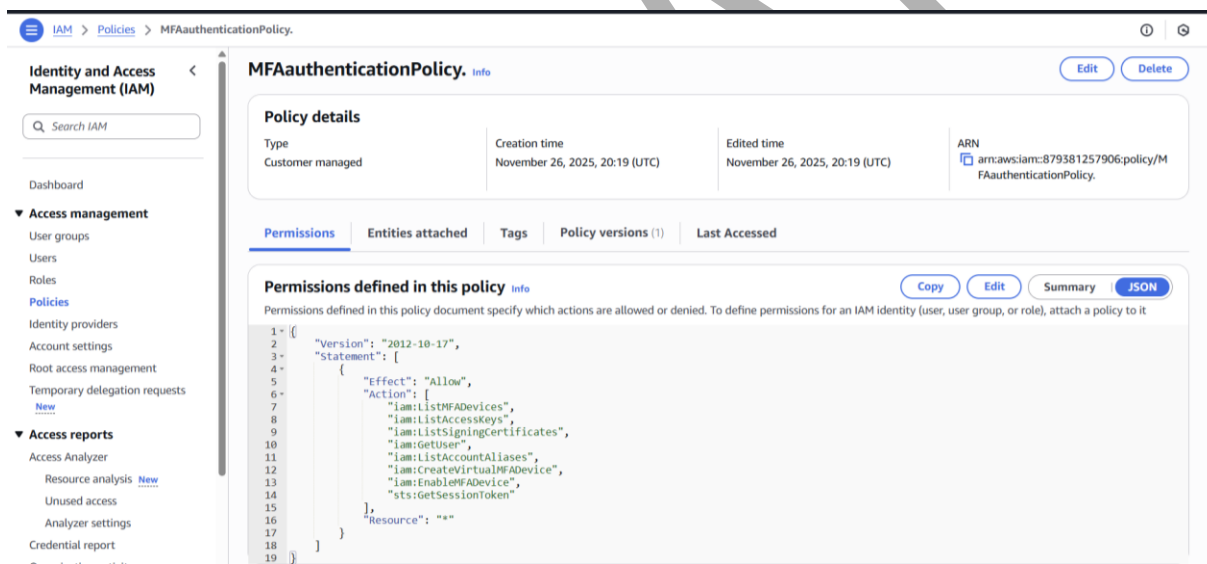 IAM > Policies > MFAauthenticationPolicy.
Identity and Access
Management (IAM)
Search IAM
Dashboard
Access management
User groups
Users
Roles
Policies
Identity providers
Account settings
Root access management
Temporary delegation requests
New
Access reports
Access Analyzer
Resource analysis New
Unused access
Analyzer settings
Credential report
MFAauthenticationPolicy. Info
Edit
Delete
Policy details
Type
Customer managed
Creation time
November 26, 2025, 20:19 (UTC)
Edited time
November 26, 2025, 20:19 (UTC)
ARN
arn:aws:iam::879381257906:policy/M
FAauthenticationPolicy.
Permissions
Entities attached
Tags
Policy versions (1)
Last Accessed
Permissions defined in this policy Info
Copy
Edit
Summary
JSON
Permissions defined in this policy document specify which actions are allowed or denied. To define permissions for an IAM identity (user, user group, or role), attach a policy to it
1 {
2 "Version": "2012-10-17",
3 "Statement": [
4 {
5 "Effect": "Allow",
6 "Action": [
7 "iam:ListMFADevices",
8 "iam:ListAccessKeys",
9 "iam:ListSigningCertificates",
10 "iam:GetUser",
11 "iam:ListAccountAliases",
12 "iam:CreateVirtualMFADevice",
13 "iam:EnableMFADevice",
14 "sts:GetSessionToken"
15 ],
16 "Resource": "*"
17 }
18 ]
19 }